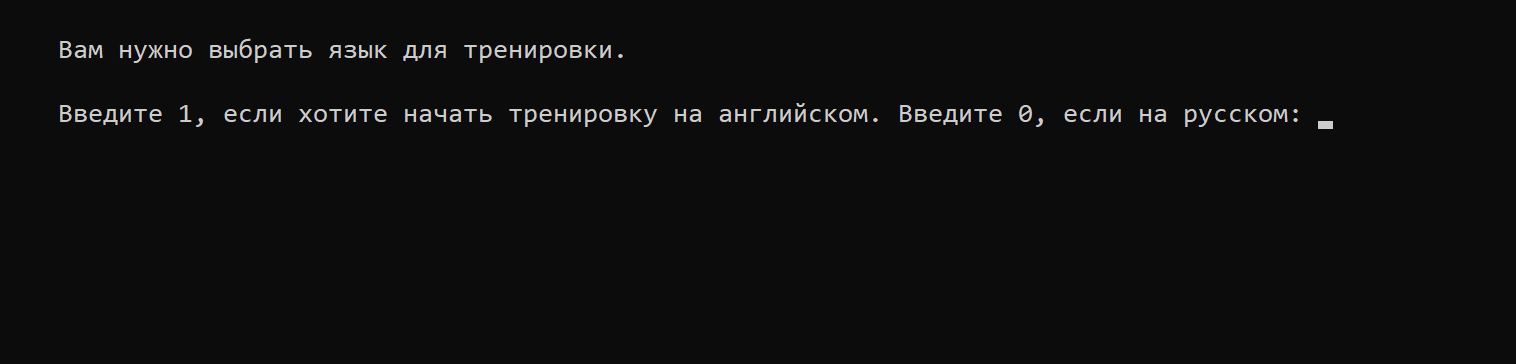 Вам нужно выбрать язык для тренировки.
Введите 1, если хотите начать тренировку на английском. Введите 0, если на русском: